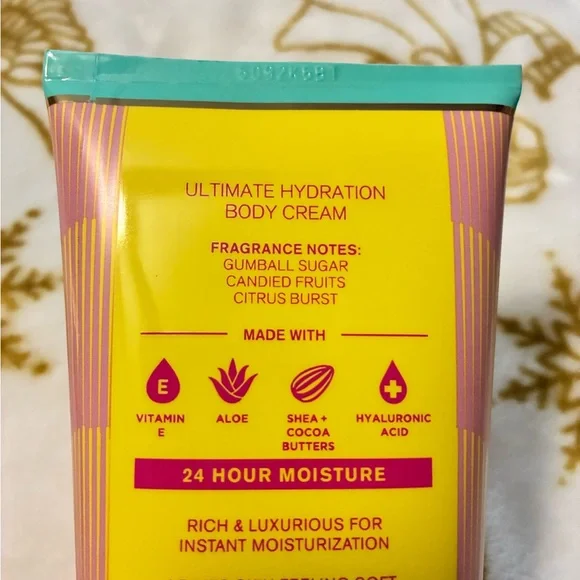 ULTIMATE HYDRATION
BODY CREAM
FRAGRANCE NOTES:
GUMBALL SUGAR
CANDIED FRUITS
CITRUS BURST
MADE WITH
E
VITAMIN
E
ALOE
SHEA +
COCOA
BUTTERS
HYALURONIC
ACID
24 HOUR MOISTURE
RICH & LUXURIOUS FOR
INSTANT MOISTURIZATION